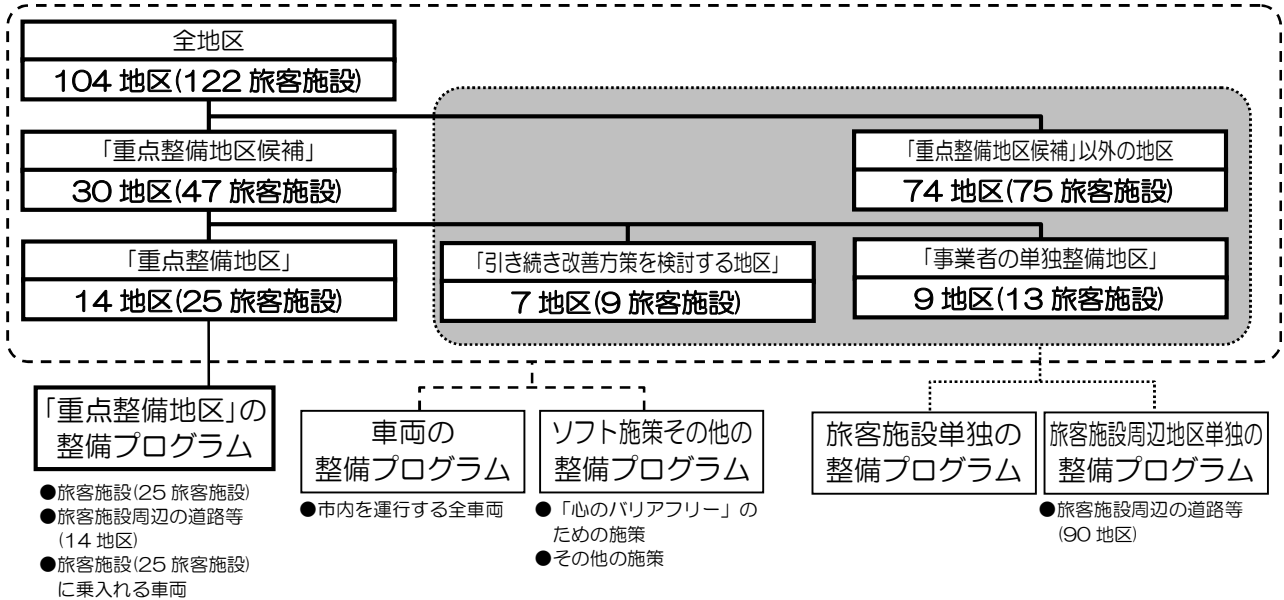 全地区
104 地区(122 旅客施設)
「重点整備地区候補」
30 地区(47 旅客施設)
「重点整備地区候補」以外の地区
74 地区(75 旅客施設)
「重点整備地区」
14 地区(25 旅客施設)
「引き続き改善方策を検討する地区」
7 地区(9 旅客施設)
「事業者の単独整備地区」
9 地区(13 旅客施設)
「重点整備地区」の
整備プログラム
●旅客施設(25 旅客施設)
●旅客施設周辺の道路等
(14 地区)
●旅客施設(25 旅客施設)
に乗入れる車両
車両の
整備プログラム
●市内を運行する全車両
ソフト施策その他の
整備プログラム
●「心のバリアフリー」の
ための施策
●その他の施策
旅客施設単独の
整備プログラム
旅客施設周辺地区単独の
整備プログラム
●旅客施設周辺の道路等
(90 地区)